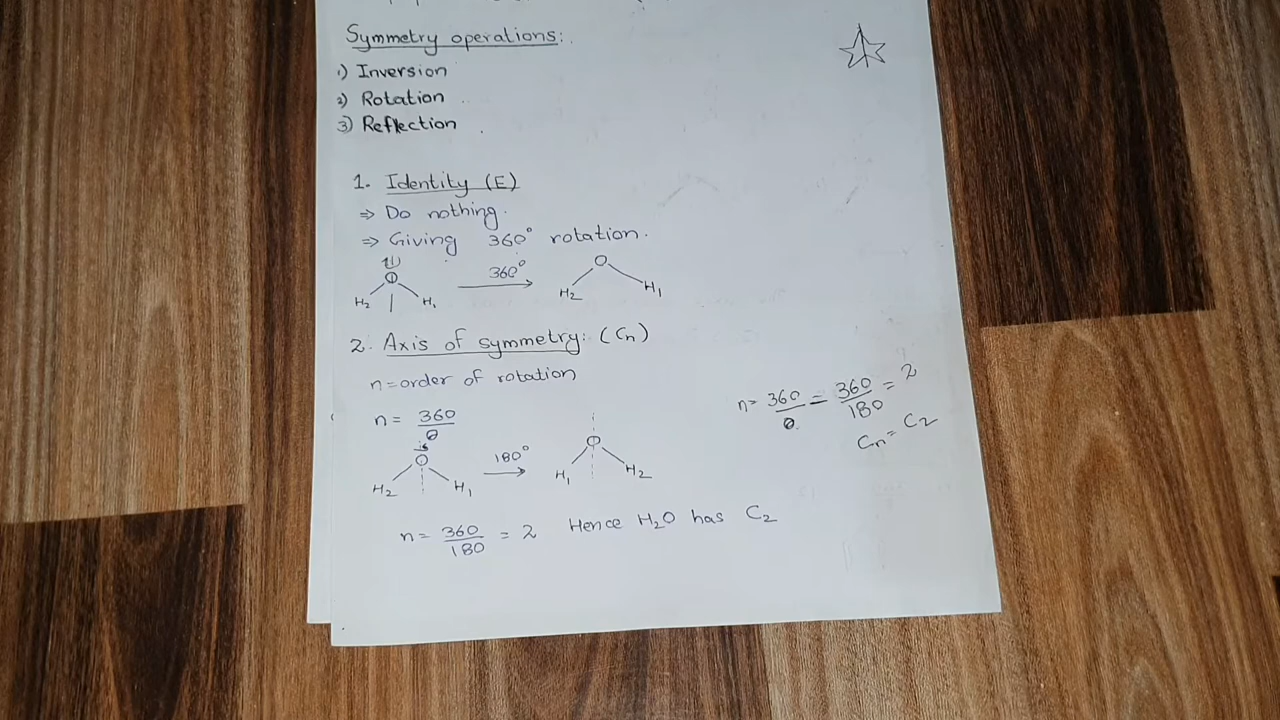 Symmetry operations:
1) Inversion
2) Rotation
3) Reflection
1. Identity (E)
⇒ Do nothing.
⇒ Giving 360° rotation.
O H2 H1 360° O H2 H1
2. Axis of symmetry: (Cn)
n=order of rotation
n= 360/θ
O H2 H1 180° O H1 H2
n= 360/180 = 2 Hence H2O has C2
n= 360/θ = 360/180 = 2
Cn = C2